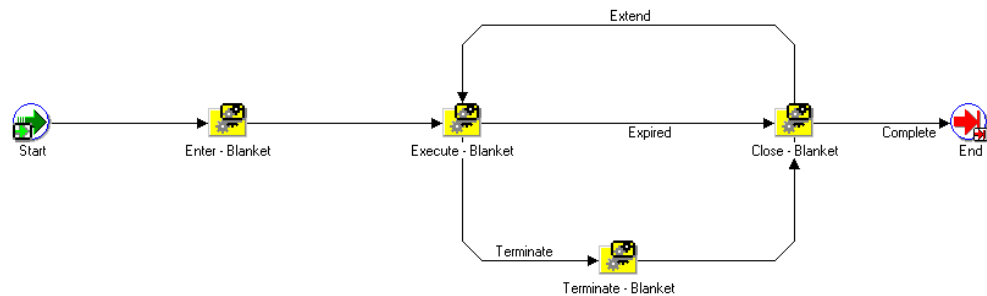 Extend
Start
Enter - Blanket
Execute - Blanket
Expired
Close - Blanket
Complete
End
Terminate
Terminate - Blanket